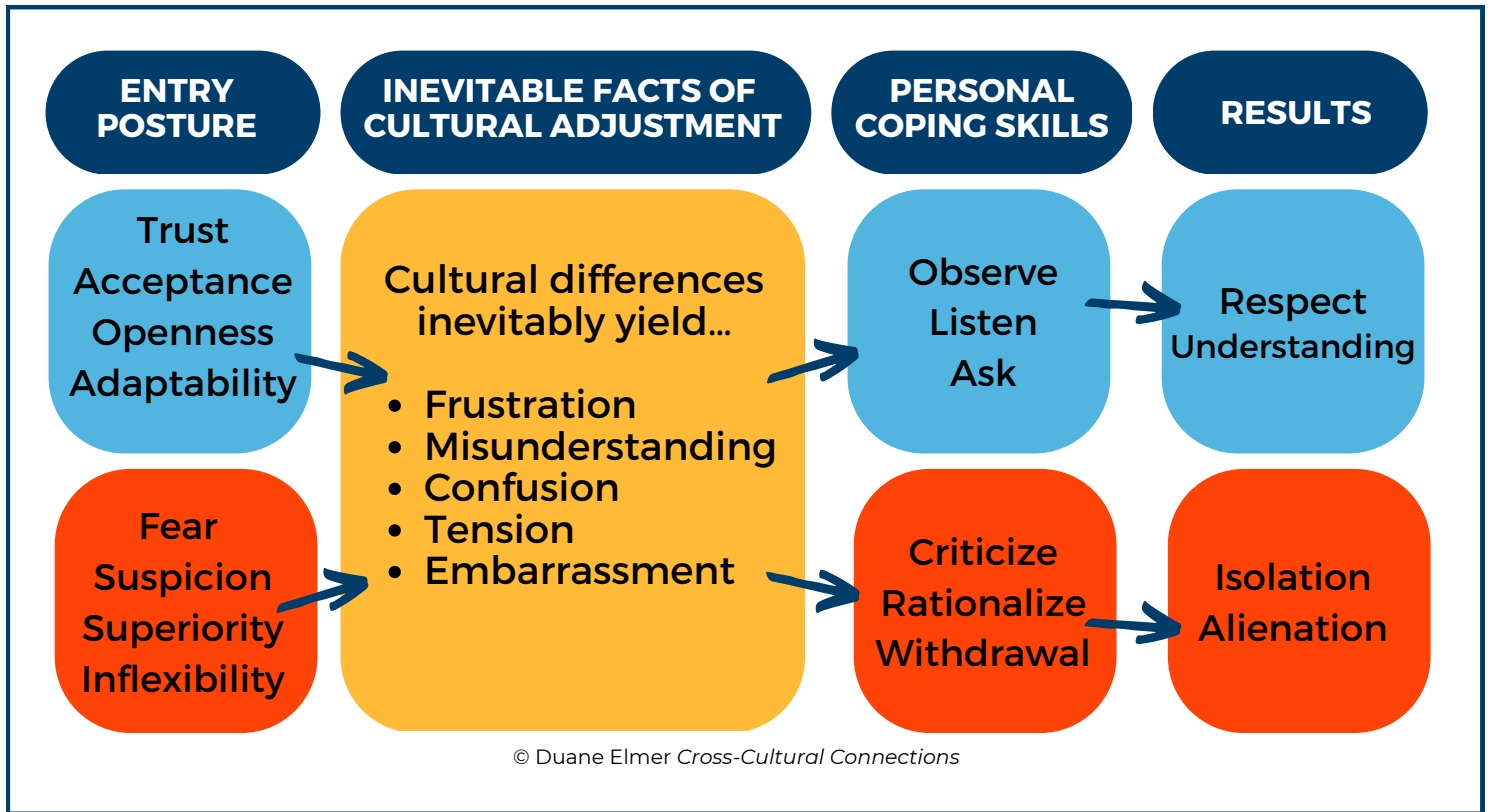 ENTRY
POSTURE
INEVITABLE FACTS OF
CULTURAL ADJUSTMENT
PERSONAL
COPING SKILLS
RESULTS
Trust
Acceptance
Openness
Adaptability
Cultural differences
inevitably yield...
• Frustration
• Misunderstanding
• Confusion
• Tension
• Embarrassment
Observe
Listen
Ask
Respect
Understanding
Fear
Suspicion
Superiority
Inflexibility
Criticize
Rationalize
Withdrawal
Isolation
Alienation
© Duane Elmer Cross-Cultural Connections